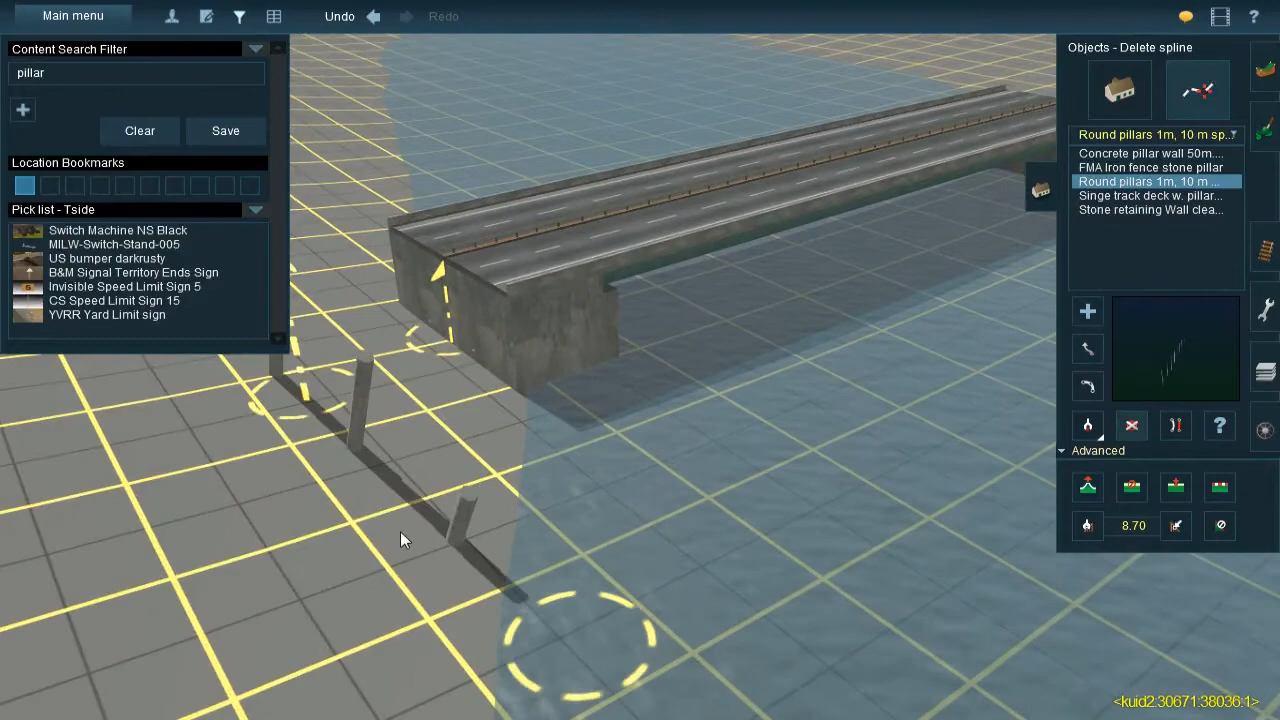 Main menu
Undo
Redo
?
Content Search Filter
pillar
Clear
Save
Location Bookmarks
Pick list - Tside
Switch Machine NS Black
MILW-Switch-Stand-005
US bumper darkrusty
B&M Signal Territory Ends Sign
Invisible Speed Limit Sign 5
CS Speed Limit Sign 15
YVRR Yard Limit sign
Objects - Delete spline
Round pillars 1m, 10 m sp...
Concrete pillar wall 50m....
FMA Iron fence stone pillar
Round pillars 1m, 10 m ...
Singe track deck w. pillar...
Stone retaining Wall clea...
?
Advanced
8.70
<kuid2:30671:38036:1>